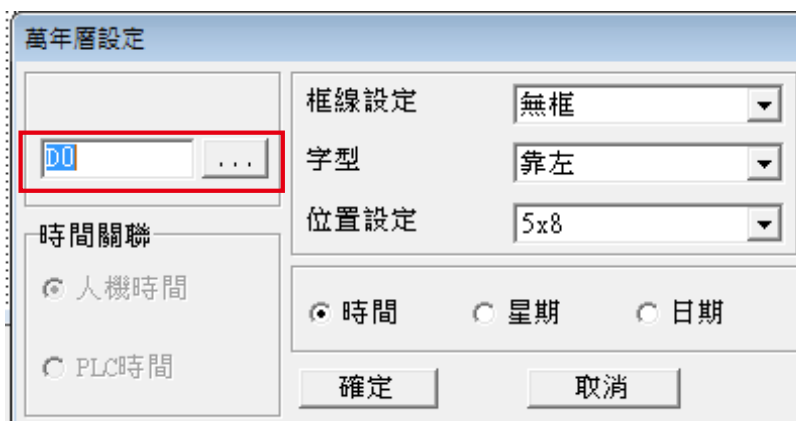 萬年曆設定
D0
...
時間關聯
人機時間
PLC時間
框線設定
無框
字型
靠左
位置設定
5x8
時間
星期
日期
確定
取消